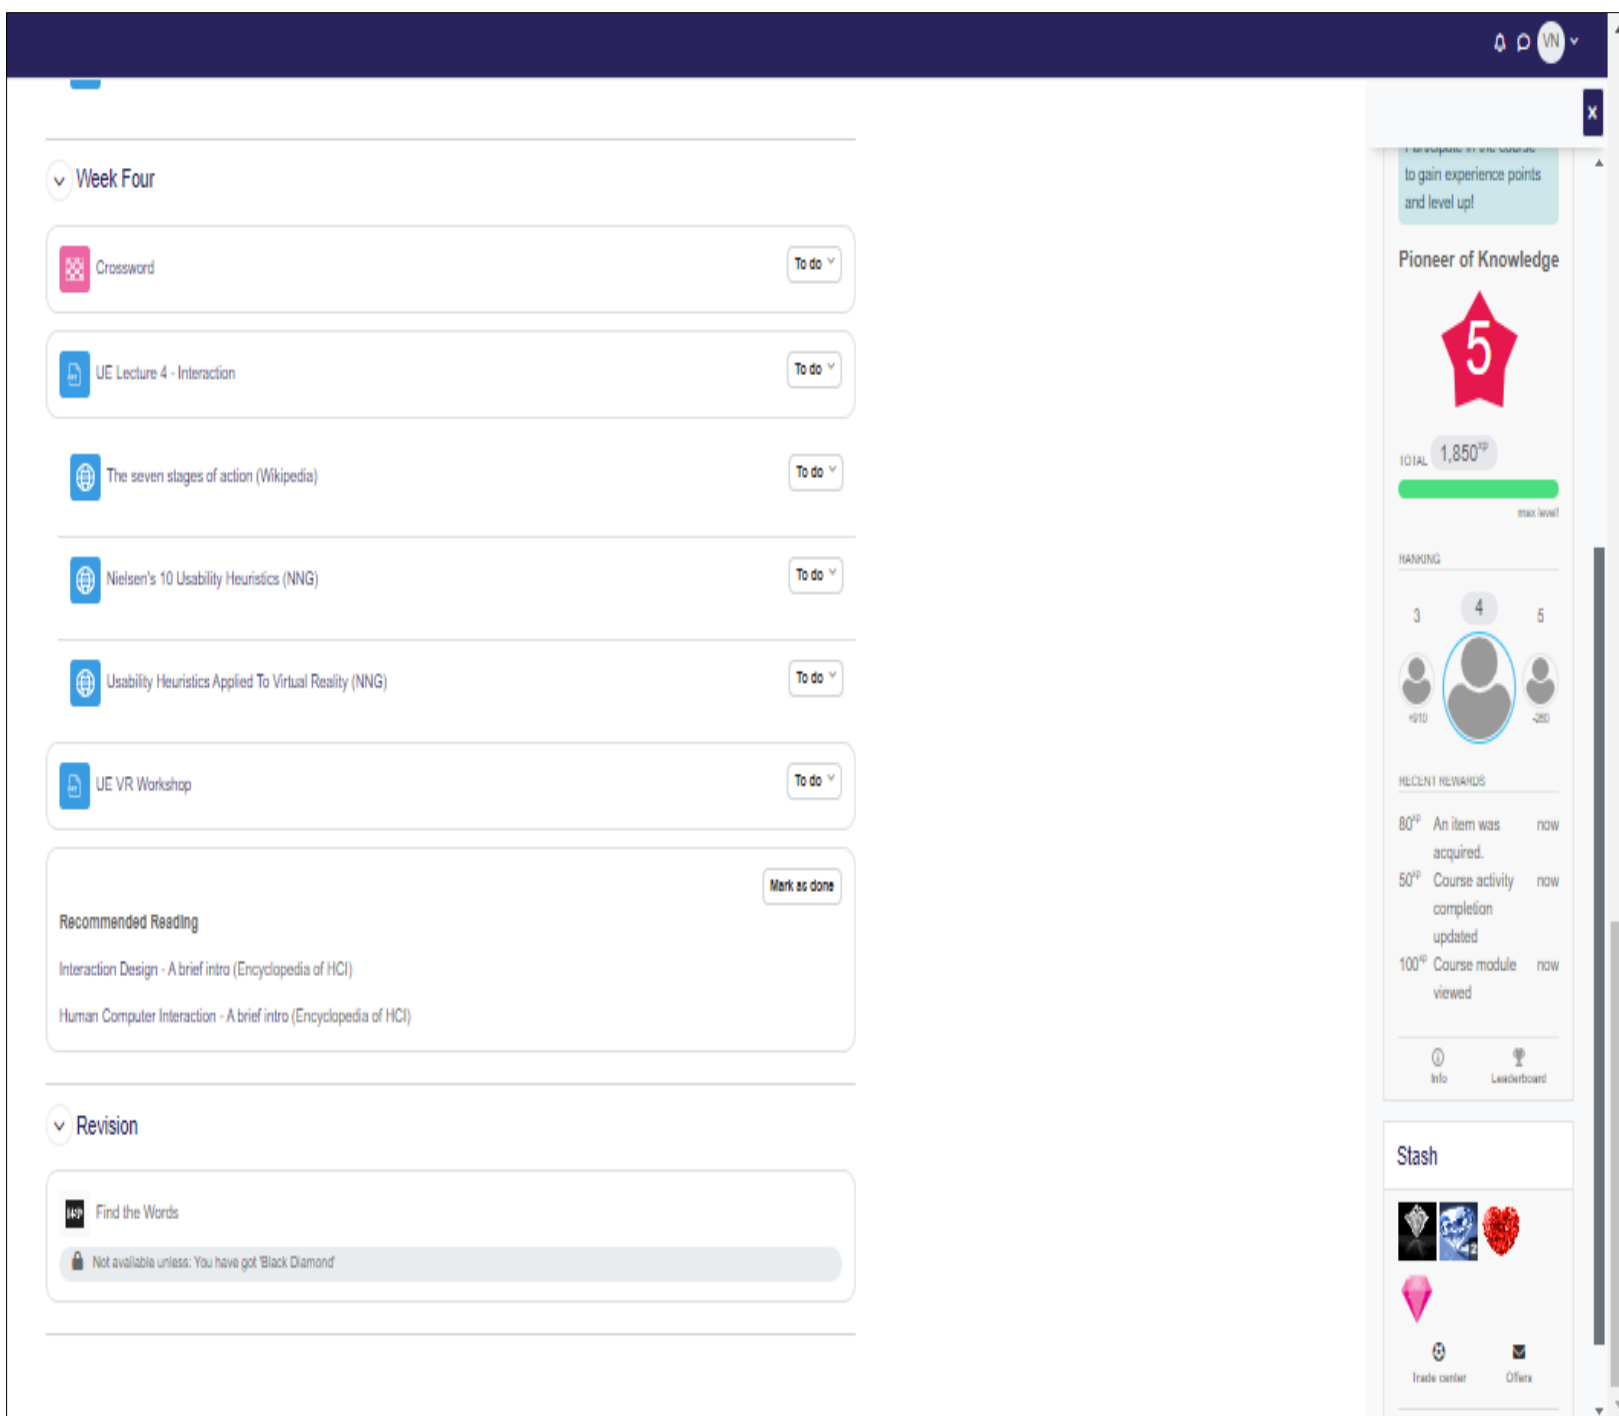 VN
Week Four
Crossword
To do
UE Lecture 4 - Interaction
To do
The seven stages of action (Wikipedia)
To do
Nielsen's 10 Usability Heuristics (NNG)
To do
Usability Heuristics Applied To Virtual Reality (NNG)
To do
UE VR Workshop
To do
Mark as done
Recommended Reading
Interaction Design - A brief intro (Encyclopedia of HCI)
Human Computer Interaction - A brief intro (Encyclopedia of HCI)
Revision
Find the Words
Not available unless: You have got 'Black Diamond'
Participate in the course
to gain experience points
and level up!
Pioneer of Knowledge
5
TOTAL 1,850xp
max level!
RANKING
3 4 5
+910 -260
RECENT REWARDS
80xp An item was now
acquired.
50xp Course activity now
completion
updated
100xp Course module now
viewed
Info Leaderboard
Stash
2
Trade center Offers